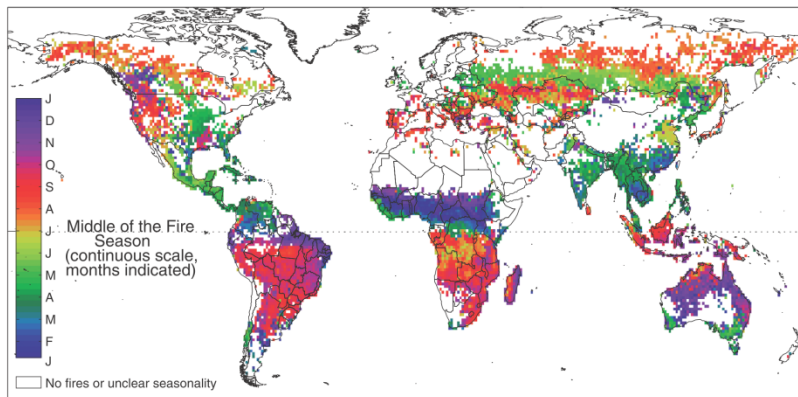 J
D
N
O
S
A
J
J
M
A
M
F
J
Middle of the Fire
Season
(continuous scale,
months indicated)
No fires or unclear seasonality